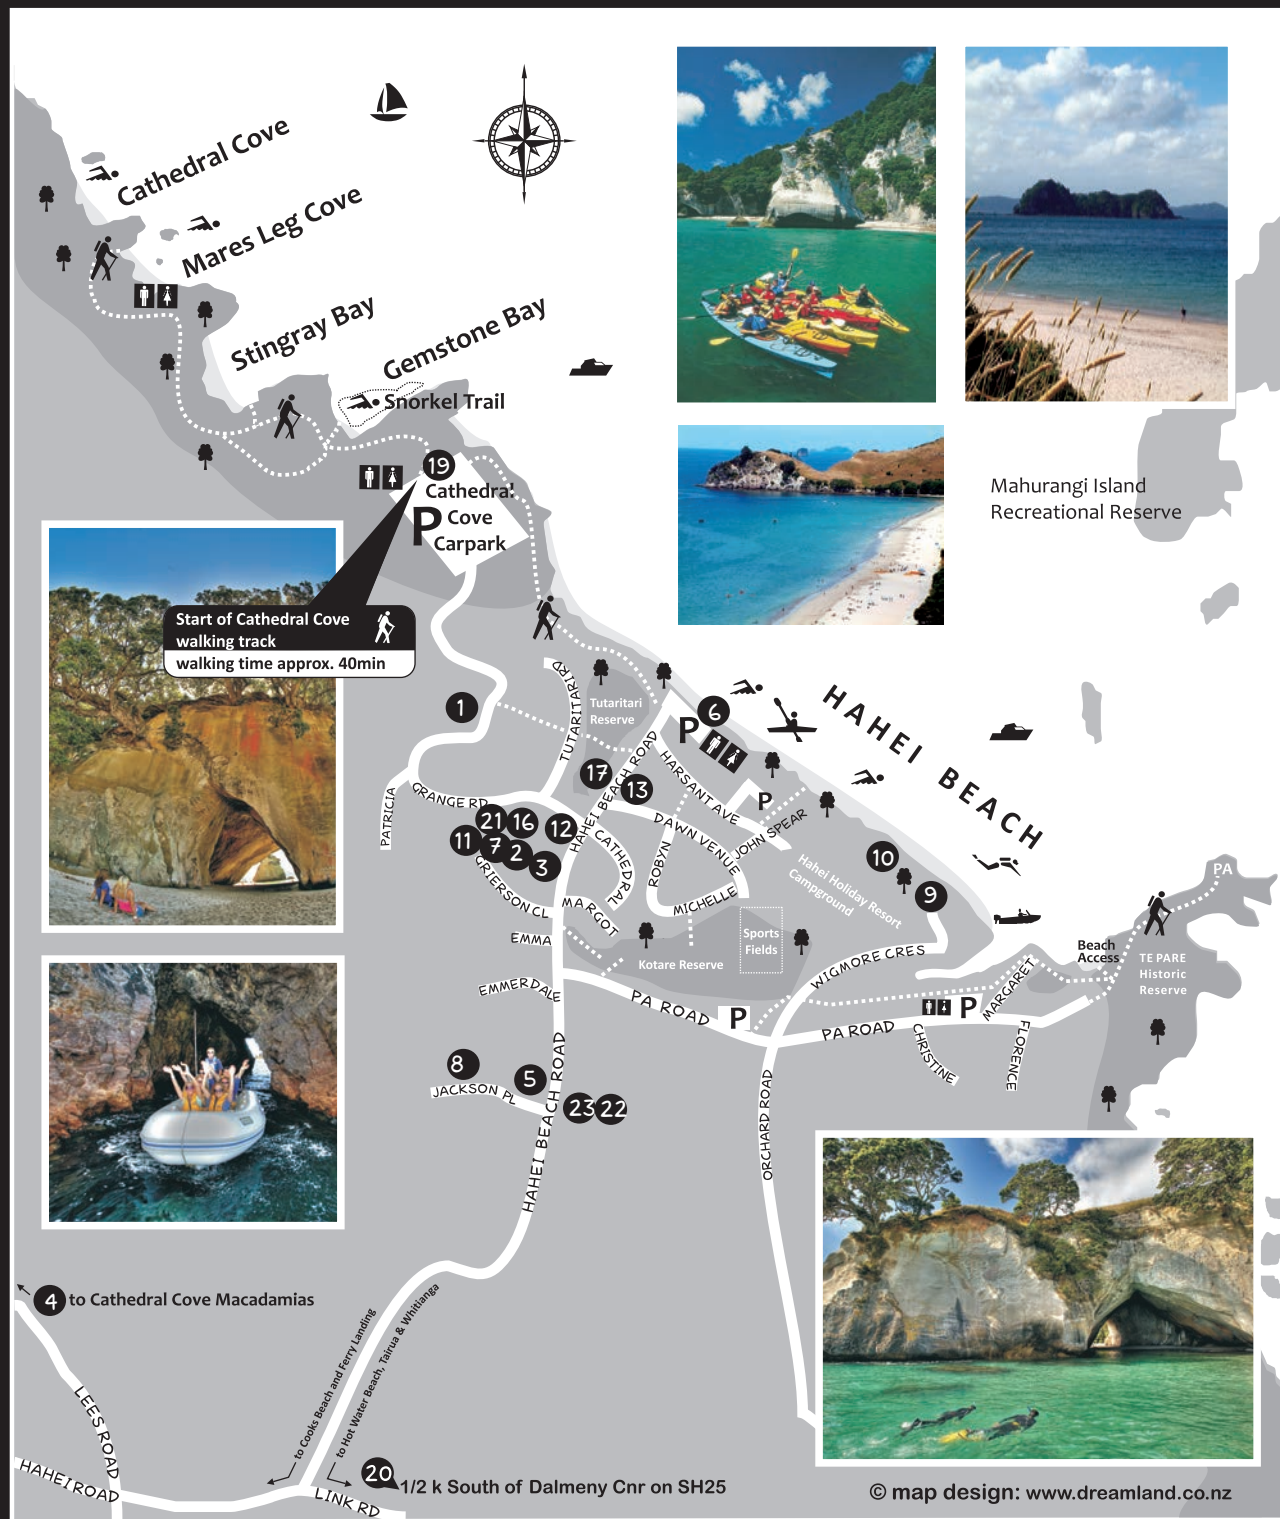 Cathedral Cove
Mares Leg Cove
Stingray Bay
Gemstone Bay
Snorkel Trail
19
Cathedral
P Cove
Carpark
Mahurangi Island
Recreational Reserve
Start of Cathedral Cove
walking track
walking time approx. 40min
1
TUTARITARI RD
Tutaritari
Reserve
P
6
HAHEI BEACH
17
13
HAHEI BEACH ROAD
HARSANT AVE
P
PATRICIA
GRANGE RD
21
16
12
11
7
2
3
CATHEDRAL
DAWN VENUE
JOHN SPEAR
ROBYN
MICHELLE
GRIERSON CL
MARGOT
EMMA
EMMERDALE
Hahei Holiday Resort
Campground
10
9
Sports
Fields
Kotare Reserve
WIGMORE CRES
PA ROAD
P
PA ROAD
P
MARGARET
CHRISTINE
FLORENCE
Beach
Access
PA
TE PARE
Historic
Reserve
8
JACKSON PL
5
23
22
HAHEI BEACH ROAD
ORCHARD ROAD
4 to Cathedral Cove Macadamias
to Cooks Beach and Ferry Landing
to Hot Water Beach, Tairua & Whitianga
LEES ROAD
HAHEI ROAD
LINK RD
20 1/2 k South of Dalmeny Cnr on SH25
© map design: www.dreamland.co.nz